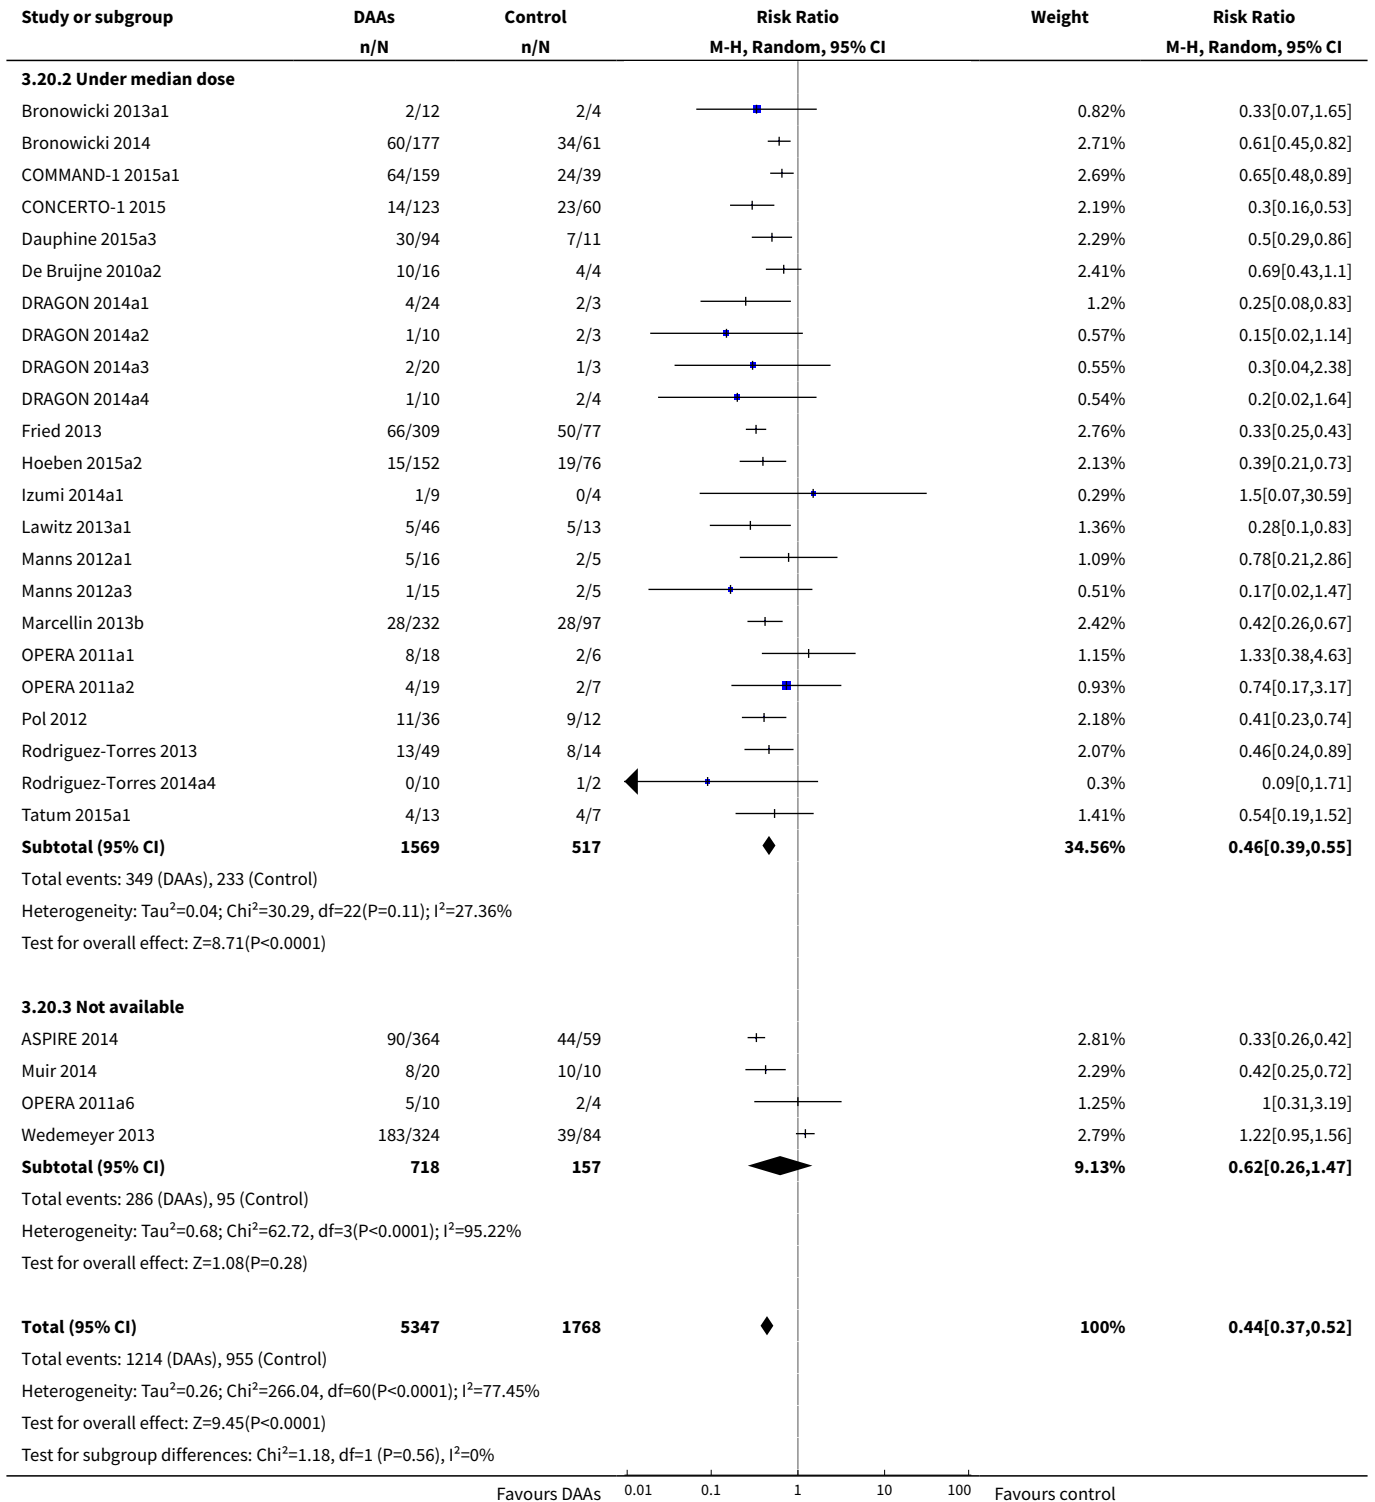 Study or subgroup DAAs Control Risk Ratio Weight Risk Ratio
n/N n/N M-H, Random, 95% CI M-H, Random, 95% CI
3.20.2 Under median dose
Bronowicki 2013a1 2/12 2/4 0.82% 0.33[0.07,1.65]
Bronowicki 2014 60/177 34/61 2.71% 0.61[0.45,0.82]
COMMAND-1 2015a1 64/159 24/39 2.69% 0.65[0.48,0.89]
CONCERTO-1 2015 14/123 23/60 2.19% 0.3[0.16,0.53]
Dauphine 2015a3 30/94 7/11 2.29% 0.5[0.29,0.86]
De Bruijne 2010a2 10/16 4/4 2.41% 0.69[0.43,1.1]
DRAGON 2014a1 4/24 2/3 1.2% 0.25[0.08,0.83]
DRAGON 2014a2 1/10 2/3 0.57% 0.15[0.02,1.14]
DRAGON 2014a3 2/20 1/3 0.55% 0.3[0.04,2.38]
DRAGON 2014a4 1/10 2/4 0.54% 0.2[0.02,1.64]
Fried 2013 66/309 50/77 2.76% 0.33[0.25,0.43]
Hoeben 2015a2 15/152 19/76 2.13% 0.39[0.21,0.73]
Izumi 2014a1 1/9 0/4 0.29% 1.5[0.07,30.59]
Lawitz 2013a1 5/46 5/13 1.36% 0.28[0.1,0.83]
Manns 2012a1 5/16 2/5 1.09% 0.78[0.21,2.86]
Manns 2012a3 1/15 2/5 0.51% 0.17[0.02,1.47]
Marcellin 2013b 28/232 28/97 2.42% 0.42[0.26,0.67]
OPERA 2011a1 8/18 2/6 1.15% 1.33[0.38,4.63]
OPERA 2011a2 4/19 2/7 0.93% 0.74[0.17,3.17]
Pol 2012 11/36 9/12 2.18% 0.41[0.23,0.74]
Rodriguez-Torres 2013 13/49 8/14 2.07% 0.46[0.24,0.89]
Rodriguez-Torres 2014a4 0/10 1/2 0.3% 0.09[0,1.71]
Tatum 2015a1 4/13 4/7 1.41% 0.54[0.19,1.52]
Subtotal (95% CI) 1569 517 34.56% 0.46[0.39,0.55]
Total events: 349 (DAAs), 233 (Control)
Heterogeneity: Tau²=0.04; Chi²=30.29, df=22(P=0.11); I²=27.36%
Test for overall effect: Z=8.71(P<0.0001)
3.20.3 Not available
ASPIRE 2014 90/364 44/59 2.81% 0.33[0.26,0.42]
Muir 2014 8/20 10/10 2.29% 0.42[0.25,0.72]
OPERA 2011a6 5/10 2/4 1.25% 1[0.31,3.19]
Wedemeyer 2013 183/324 39/84 2.79% 1.22[0.95,1.56]
Subtotal (95% CI) 718 157 9.13% 0.62[0.26,1.47]
Total events: 286 (DAAs), 95 (Control)
Heterogeneity: Tau²=0.68; Chi²=62.72, df=3(P<0.0001); I²=95.22%
Test for overall effect: Z=1.08(P=0.28)
Total (95% CI) 5347 1768 100% 0.44[0.37,0.52]
Total events: 1214 (DAAs), 955 (Control)
Heterogeneity: Tau²=0.26; Chi²=266.04, df=60(P<0.0001); I²=77.45%
Test for overall effect: Z=9.45(P<0.0001)
Test for subgroup differences: Chi²=1.18, df=1 (P=0.56), I²=0%
Favours DAAs 0.01 0.1 1 10 100 Favours control